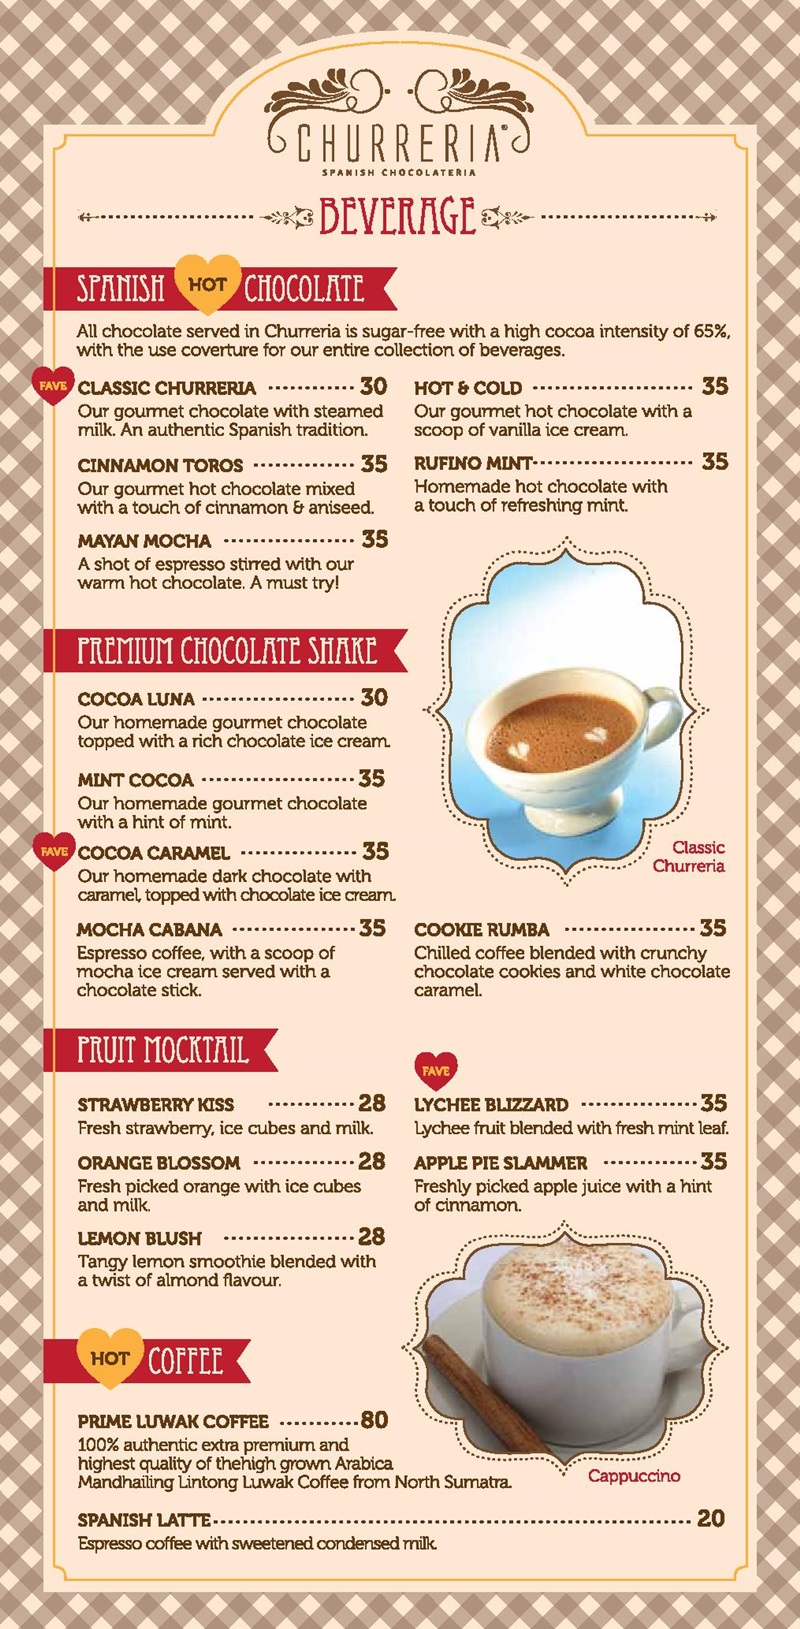 CHURRERIA®
SPANISH CHOCOLATERIA
BEVERAGE
SPANISH HOT CHOCOLATE
All chocolate served in Churreria is sugar-free with a high cocoa intensity of 65%,
with the use coverture for our entire collection of beverages.
FAVE
CLASSIC CHURRERIA ............ 30
Our gourmet chocolate with steamed
milk. An authentic Spanish tradition.
CINNAMON TOROS .............. 35
Our gourmet hot chocolate mixed
with a touch of cinnamon & aniseed.
MAYAN MOCHA .................. 35
A shot of espresso stirred with our
warm hot chocolate. A must try!
HOT & COLD ...................... 35
Our gourmet hot chocolate with a
scoop of vanilla ice cream.
RUFINO MINT...................... 35
Homemade hot chocolate with
a touch of refreshing mint.
Classic
Churreria
PREMIUM CHOCOLATE SHAKE
COCOA LUNA ..................... 30
Our homemade gourmet chocolate
topped with a rich chocolate ice cream.
MINT COCOA ..................... 35
Our homemade gourmet chocolate
with a hint of mint.
FAVE
COCOA CARAMEL ................ 35
Our homemade dark chocolate with
caramel, topped with chocolate ice cream.
MOCHA CABANA ................. 35
Espresso coffee, with a scoop of
mocha ice cream served with a
chocolate stick.
COOKIE RUMBA .................. 35
Chilled coffee blended with crunchy
chocolate cookies and white chocolate
caramel.
FRUIT MOCKTAIL
STRAWBERRY KISS ............ 28
Fresh strawberry, ice cubes and milk.
ORANGE BLOSSOM .............. 28
Fresh picked orange with ice cubes
and milk.
LEMON BLUSH .................. 28
Tangy lemon smoothie blended with
a twist of almond flavour.
FAVE
LYCHEE BLIZZARD ................ 35
Lychee fruit blended with fresh mint leaf.
APPLE PIE SLAMMER ............. 35
Freshly picked apple juice with a hint
of cinnamon.
HOT COFFEE
PRIME LUWAK COFFEE ...........80
100% authentic extra premium and
highest quality of thehigh grown Arabica
Mandhailing Lintong Luwak Coffee from North Sumatra.
Cappuccino
SPANISH LATTE.................................................................. 20
Espresso coffee with sweetened condensed milk.